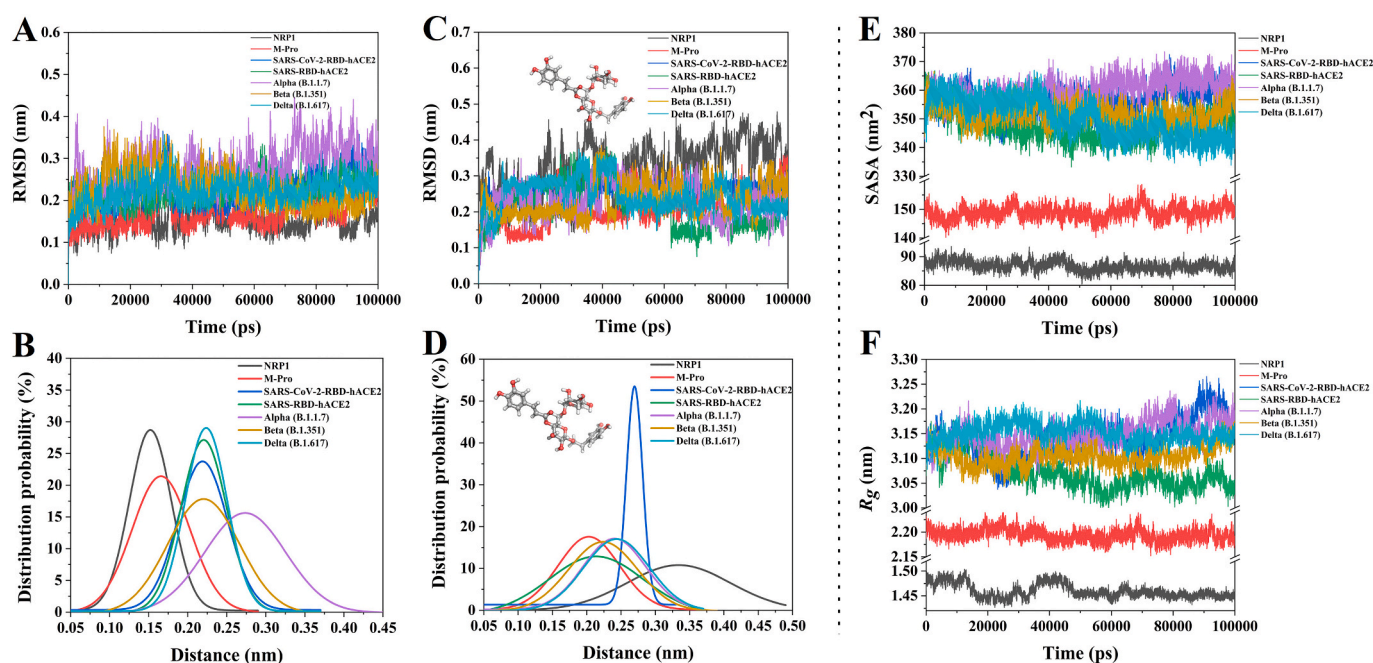 A
RMSD (nm)
0.6
0.5
0.4
0.3
0.2
0.1
0.0
NRP1
M-Pro
SARS-CoV-2-RBD-hACE2
SARS-RBD-hACE2
Alpha (B.1.1.7)
Beta (B.1.351)
Delta (B.1.617)
0 20000 40000 60000 80000 100000
Time (ps)
B
Distribution probability (%)
40
35
30
25
20
15
10
5
0
NRP1
M-Pro
SARS-CoV-2-RBD-hACE2
SARS-RBD-hACE2
Alpha (B.1.1.7)
Beta (B.1.351)
Delta (B.1.617)
0.05 0.10 0.15 0.20 0.25 0.30 0.35 0.40 0.45
Distance (nm)
C
RMSD (nm)
0.7
0.6
0.5
0.4
0.3
0.2
0.1
0.0
NRP1
M-Pro
SARS-CoV-2-RBD-hACE2
SARS-RBD-hACE2
Alpha (B.1.1.7)
Beta (B.1.351)
Delta (B.1.617)
0 20000 40000 60000 80000 100000
Time (ps)
D
Distribution probability (%)
60
50
40
30
20
10
0
NRP1
M-Pro
SARS-CoV-2-RBD-hACE2
SARS-RBD-hACE2
Alpha (B.1.1.7)
Beta (B.1.351)
Delta (B.1.617)
0.05 0.10 0.15 0.20 0.25 0.30 0.35 0.40 0.50
Distance (nm)
E
SASA (nm²)
380
370
360
350
340
330
150
140
90
80
NRP1
M-Pro
SARS-CoV-2-RBD-hACE2
SARS-RBD-hACE2
Alpha (B.1.1.7)
Beta (B.1.351)
Delta (B.1.617)
0 20000 40000 60000 80000 100000
Time (ps)
F
Rg (nm)
3.30
3.25
3.20
3.15
3.10
3.05
3.00
2.20
2.15
1.50
1.45
NRP1
M-Pro
SARS-CoV-2-RBD-hACE2
SARS-RBD-hACE2
Alpha (B.1.1.7)
Beta (B.1.351)
Delta (B.1.617)
0 20000 40000 60000 80000 100000
Time (ps)